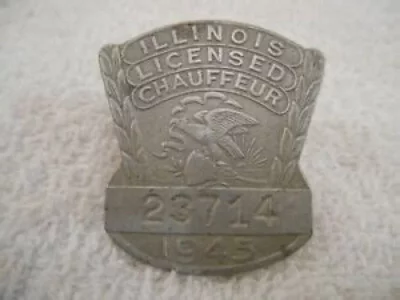 ILLINOIS
LICENSED
CHAUFFEUR
23714
1945